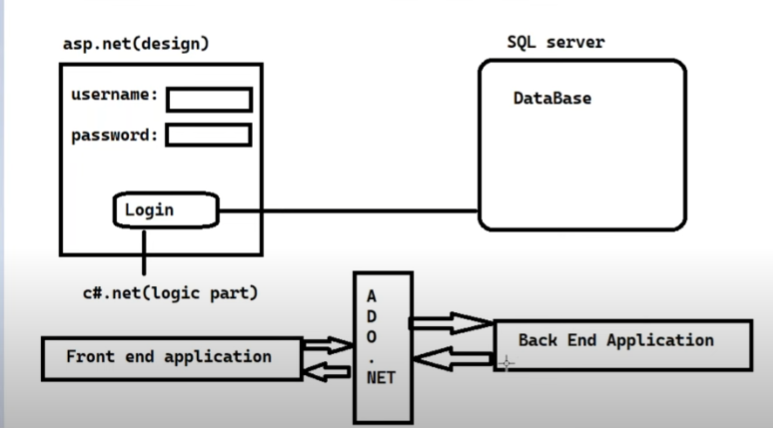 asp.net(design)
SQL server
username:
password:
DataBase
Login
c#.net(logic part)
Front end application
A
D
O
.
NET
Back End Application